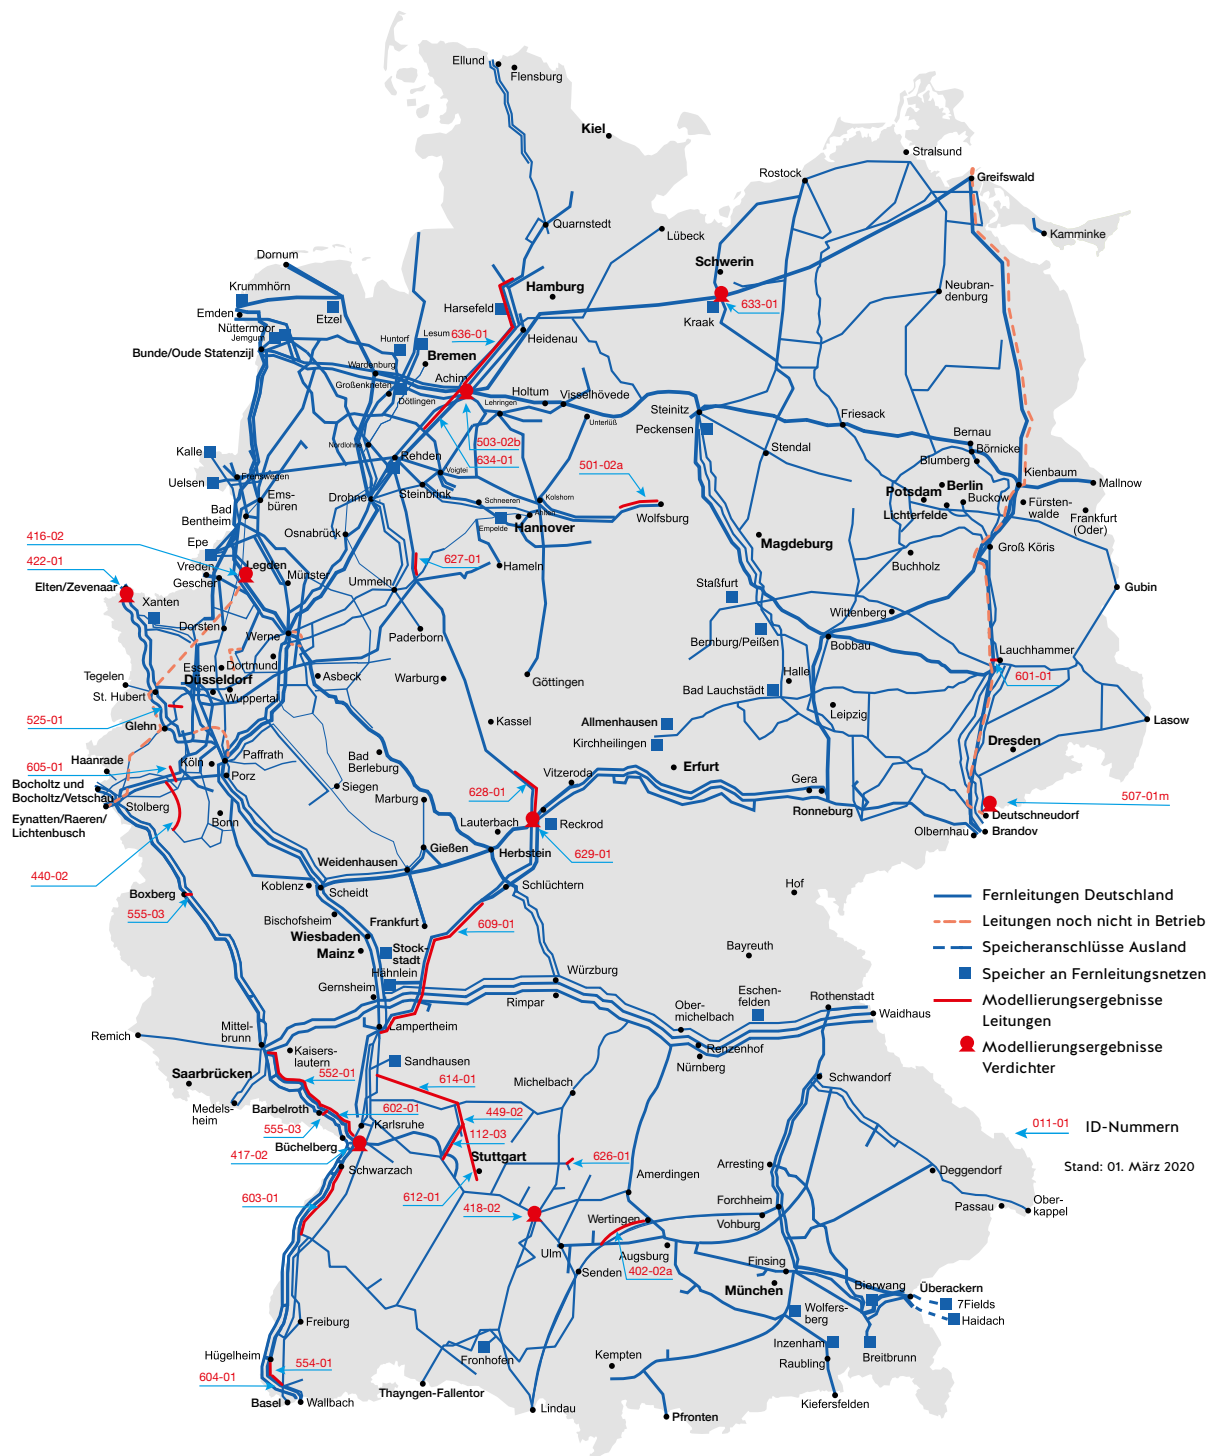 Ellund
Flensburg
Kiel
Stralsund
Rostock
Greifswald
Quarnstedt
Lübeck
Kamminke
Dornum
Schwerin
Krummhörn
Hamburg
Neubran-
denburg
Emden
Etzel
Harsefeld
633-01
Kraak
Nüttermoor
Jemgum
Huntorf
Lesum
636-01
Heidenau
Bunde/Oude Statenzijl
Bremen
Wardenburg
Achim
Großenkneten
Dötlingen
Holtum
Visselhövede
Lehringen
Unterlüß
Steinitz
Peckensen
Friesack
Bernau
Börnicke
Blumberg
Nordlohne
503-02b
634-01
Stendal
Kalle
Rehden
Voigtei
501-02a
Kienbaum
Mallnow
Frenswegen
Uelsen
Ems-
büren
Drohne
Steinbrink
Schneeren
Kolshorn
Ahlten
Empelde
Hannover
Wolfsburg
Berlin
Potsdam
Buckow
Lichterfelde
Fürsten-
walde
Frankfurt
(Oder)
Bad
Bentheim
Osnabrück
416-02
Epe
Magdeburg
Groß Köris
422-01
Vreden
Legden
Gescher
Münster
627-01
Hameln
Buchholz
Elten/Zevenaar
Ummeln
Staßfurt
Gubin
Xanten
Wittenberg
Dorsten
Werne
Paderborn
Bernburg/Peißen
Bobbau
Essen
Dortmund
Lauchhammer
Tegelen
Düsseldorf
Asbeck
Warburg
Göttingen
Halle
601-01
St. Hubert
Wuppertal
Bad Lauchstädt
525-01
Leipzig
Lasow
Glehn
Kassel
Allmenhausen
Kirchheilingen
Dresden
Haanrade
Köln
Paffrath
Bad
Berleburg
605-01
Porz
Vitzeroda
Erfurt
Gera
Bocholtz und
Bocholtz/Vetschau
Siegen
Marburg
628-01
Ronneburg
507-01m
Stolberg
Eynatten/Raeren/
Lichtenbusch
Bonn
Lauterbach
Reckrod
Deutschneudorf
Olbernhau
Brandov
Gießen
Herbstein
629-01
Weidenhausen
440-02
Koblenz
Scheidt
Schlüchtern
Hof
Boxberg
555-03
Bischofsheim
Frankfurt
609-01
Wiesbaden
Mainz
Stock-
stadt
Bayreuth
Hähnlein
Würzburg
Gernsheim
Rimpar
Eschen-
felden
Ober-
michelbach
Rothenstadt
Waidhaus
Lampertheim
Remich
Mittel-
brunn
Kaisers-
lautern
Renzenhof
Nürnberg
Saarbrücken
Sandhausen
552-01
614-01
Michelbach
Schwandorf
Medels-
heim
Barbelroth
602-01
449-02
555-03
Karlsruhe
112-03
Büchelberg
417-02
Stuttgart
626-01
Arresting
Schwarzach
Amerdingen
Deggendorf
603-01
612-01
418-02
Forchheim
Vohburg
Passau
Ober-
kappel
Wertingen
Ulm
Augsburg
Senden
402-02a
Finsing
München
Bierwang
Überackern
7Fields
Haidach
Wolfers-
berg
Freiburg
Inzenham
Breitbrunn
Hügelheim
Fronhofen
Kempten
Raubling
554-01
604-01
Thayngen-Fallentor
Basel
Wallbach
Lindau
Pfronten
Kiefersfelden
Fernleitungen Deutschland
Leitungen noch nicht in Betrieb
Speicheranschlüsse Ausland
Speicher an Fernleitungsnetzen
Modellierungsergebnisse
Leitungen
Modellierungsergebnisse
Verdichter
011-01
ID-Nummern
Stand: 01. März 2020